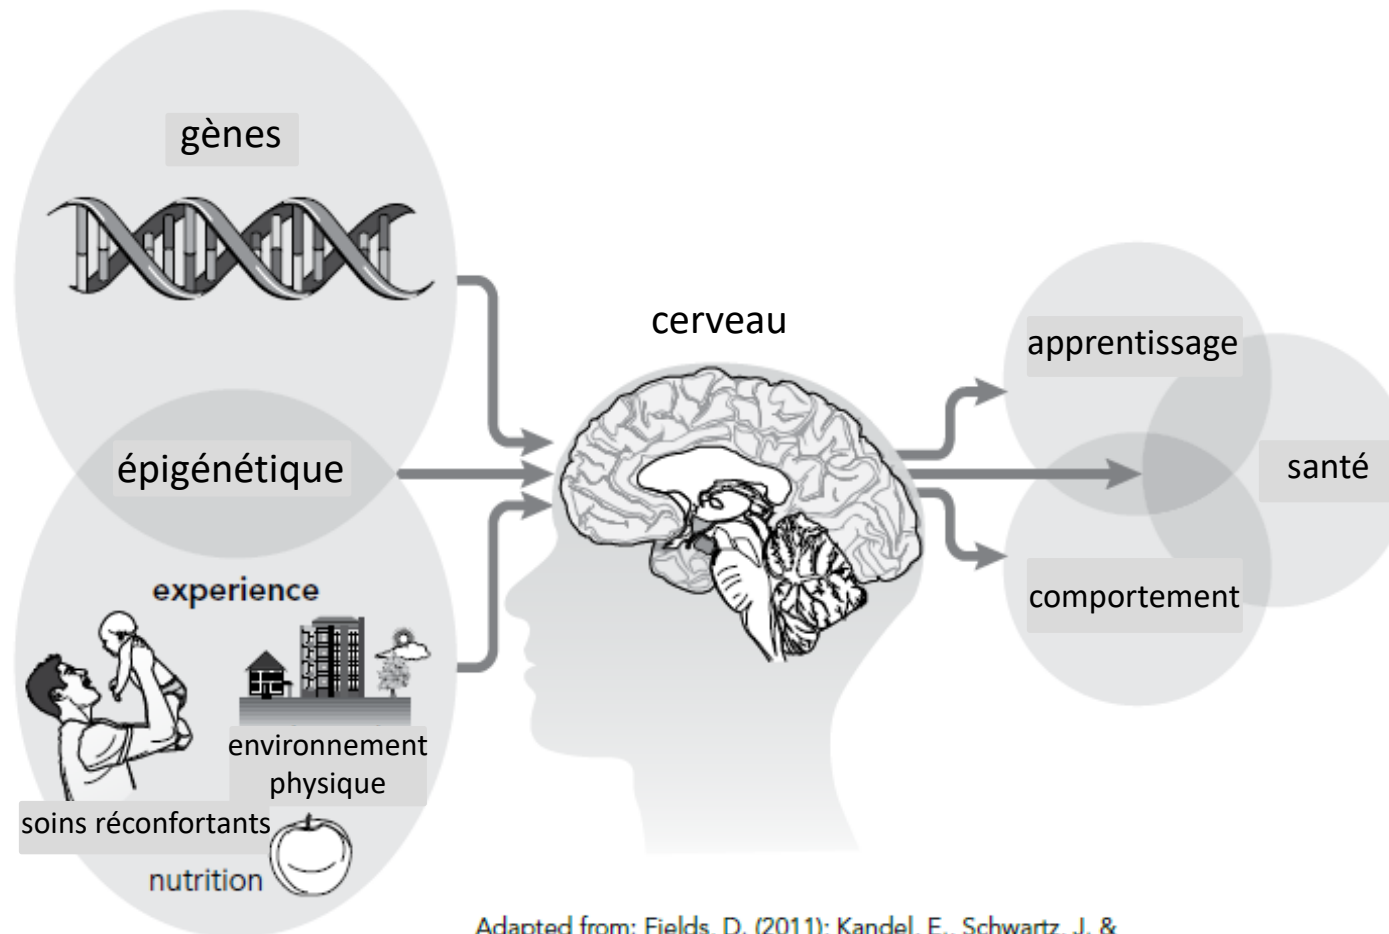 gènes
cerveau
apprentissage
épigénétique
santé
experience
comportement
environnement
physique
soins réconfortants
nutrition
Adapted from: Fields, D. (2011); Kandel, E., Schwartz, J. &